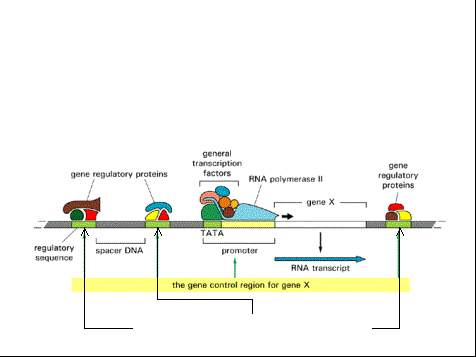 general
transcription
factors
gene regulatory proteins
RNA polymerase II
gene
regulatory
proteins
gene X
TATA
regulatory
sequence
spacer DNA
promoter
RNA transcript
the gene control region for gene X